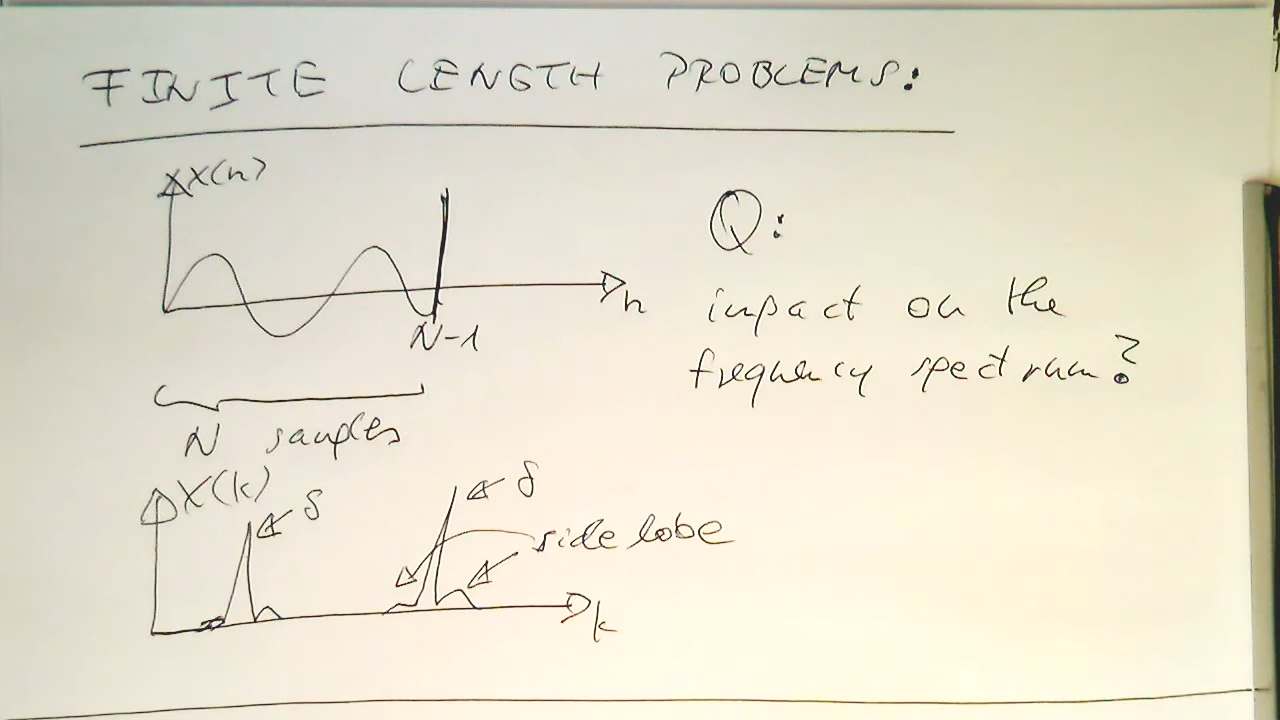 FINITE LENGTH PROBLEMS:
x(n)
Q:
n
impact on the
N-1
frequency spectrum?
N samples
X(k)
δ
δ
side lobe
k